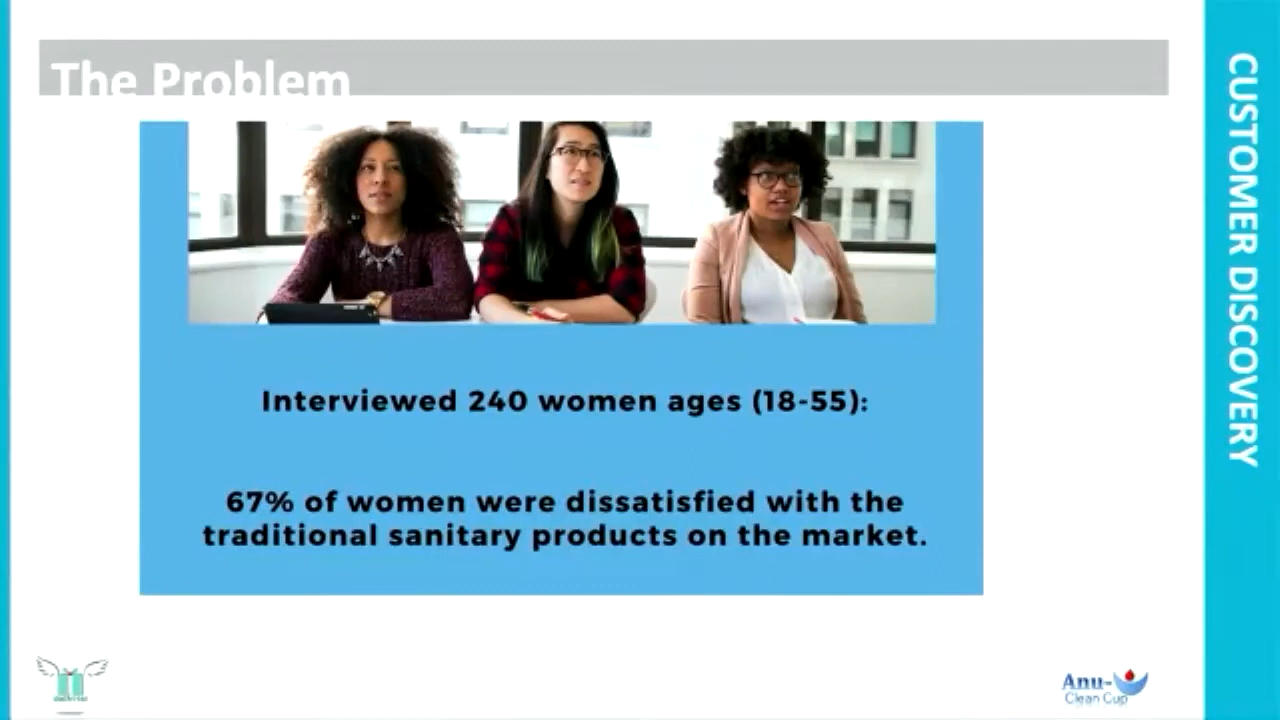 The Problem
Interviewed 240 women ages (18-55):
67% of women were dissatisfied with the
traditional sanitary products on the market.
CUSTOMER DISCOVERY
Anu-
Clean Cup